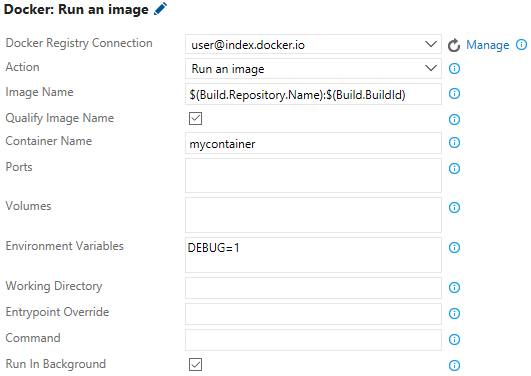 Docker: Run an image
Docker Registry Connection user@index.docker.io Manage
Action Run an image
Image Name $(Build.Repository.Name):$(Build.BuildId)
Qualify Image Name
Container Name mycontainer
Ports
Volumes
Environment Variables DEBUG=1
Working Directory
Entrypoint Override
Command
Run In Background